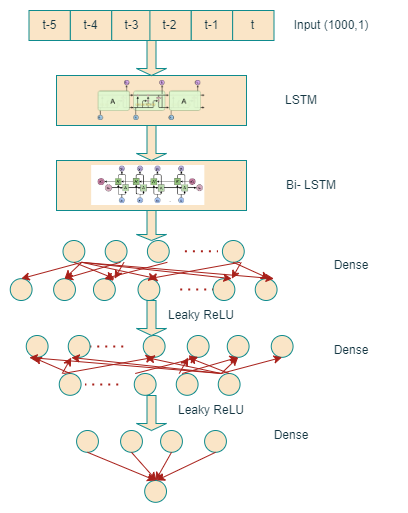 t-5 t-4 t-3 t-2 t-1 t Input (1000,1)
A A LSTM
Bi- LSTM
Dense
Leaky ReLU
Dense
Leaky ReLU
Dense